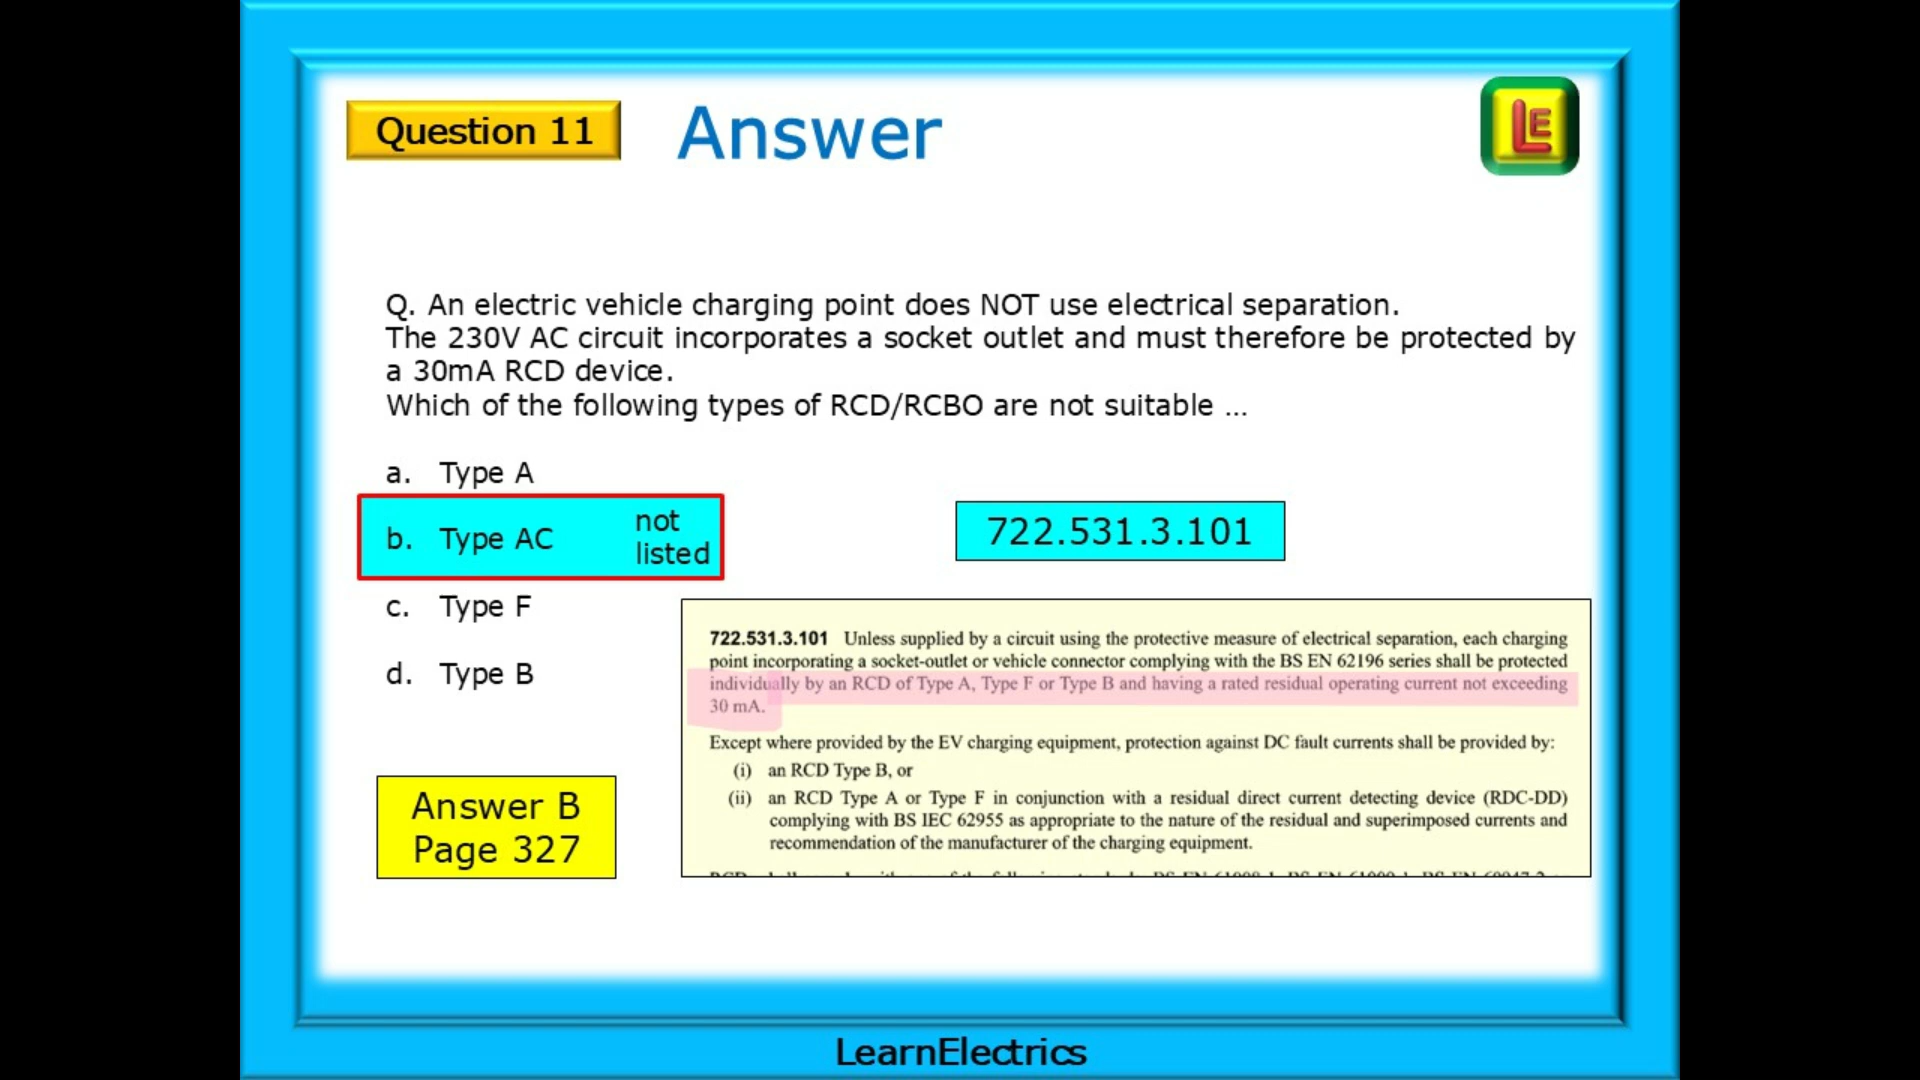 Question 11
Answer
LE
Q. An electric vehicle charging point does NOT use electrical separation.
The 230V AC circuit incorporates a socket outlet and must therefore be protected by
a 30mA RCD device.
Which of the following types of RCD/RCBO are not suitable ...
a. Type A
b. Type AC not listed
c. Type F
d. Type B
722.531.3.101
722.531.3.101 Unless supplied by a circuit using the protective measure of electrical separation, each charging
point incorporating a socket-outlet or vehicle connector complying with the BS EN 62196 series shall be protected
individually by an RCD of Type A, Type F or Type B and having a rated residual operating current not exceeding
30 mA.
Except where provided by the EV charging equipment, protection against DC fault currents shall be provided by:
(i) an RCD Type B, or
(ii) an RCD Type A or Type F in conjunction with a residual direct current detecting device (RDC-DD)
complying with BS IEC 62955 as appropriate to the nature of the residual and superimposed currents and
recommendation of the manufacturer of the charging equipment.
Answer B
Page 327
LearnElectrics